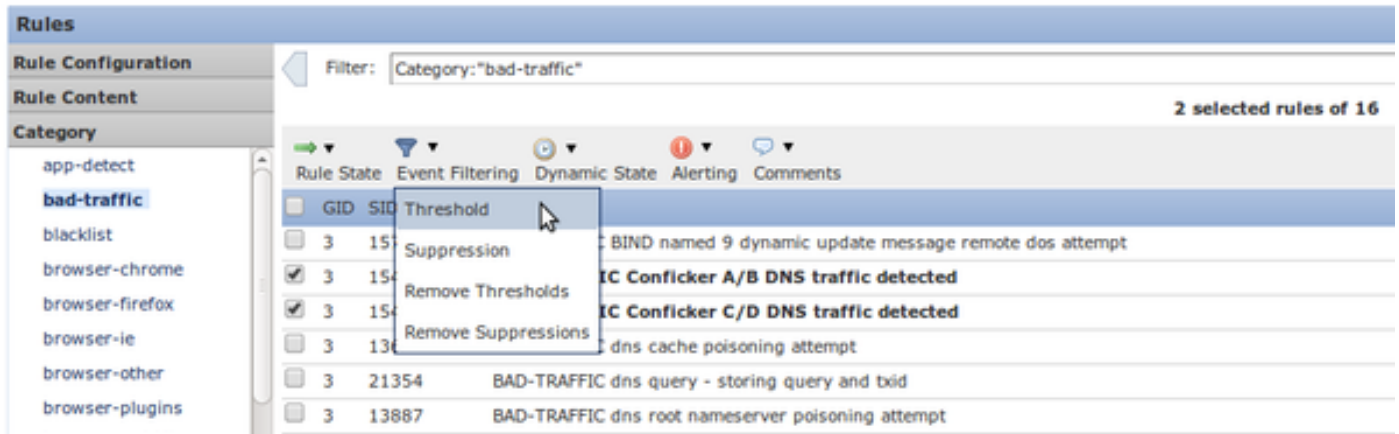 Rules
Rule Configuration
Filter: Category:"bad-traffic"
Rule Content
2 selected rules of 16
Category
app-detect
bad-traffic
blacklist
browser-chrome
browser-firefox
browser-ie
browser-other
browser-plugins
Rule State Event Filtering Dynamic State Alerting Comments
GID SID
Threshold
Suppression
Remove Thresholds
Remove Suppressions
3 BIND named 9 dynamic update message remote dos attempt
3 Conficker A/B DNS traffic detected
3 Conficker C/D DNS traffic detected
3 dns cache poisoning attempt
3 21354 BAD-TRAFFIC dns query - storing query and txid
3 13887 BAD-TRAFFIC dns root nameserver poisoning attempt